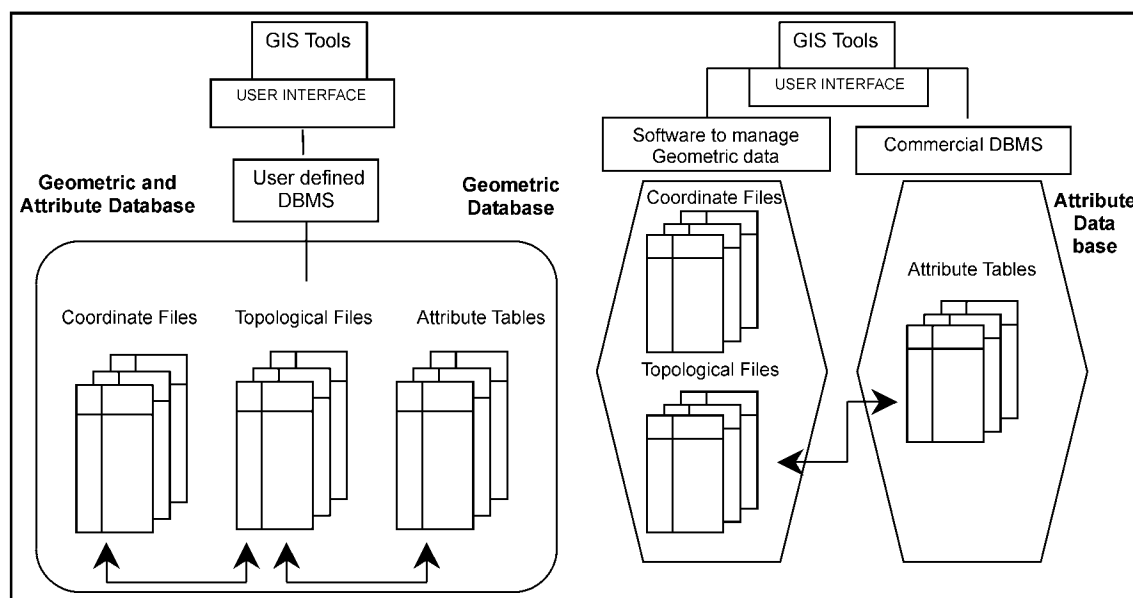 GIS Tools
USER INTERFACE
User defined
DBMS
Geometric and
Attribute Database
Geometric
Database
Coordinate Files
Topological Files
Attribute Tables
GIS Tools
USER INTERFACE
Software to manage
Geometric data
Commercial DBMS
Coordinate Files
Topological Files
Attribute
Data
base
Attribute Tables